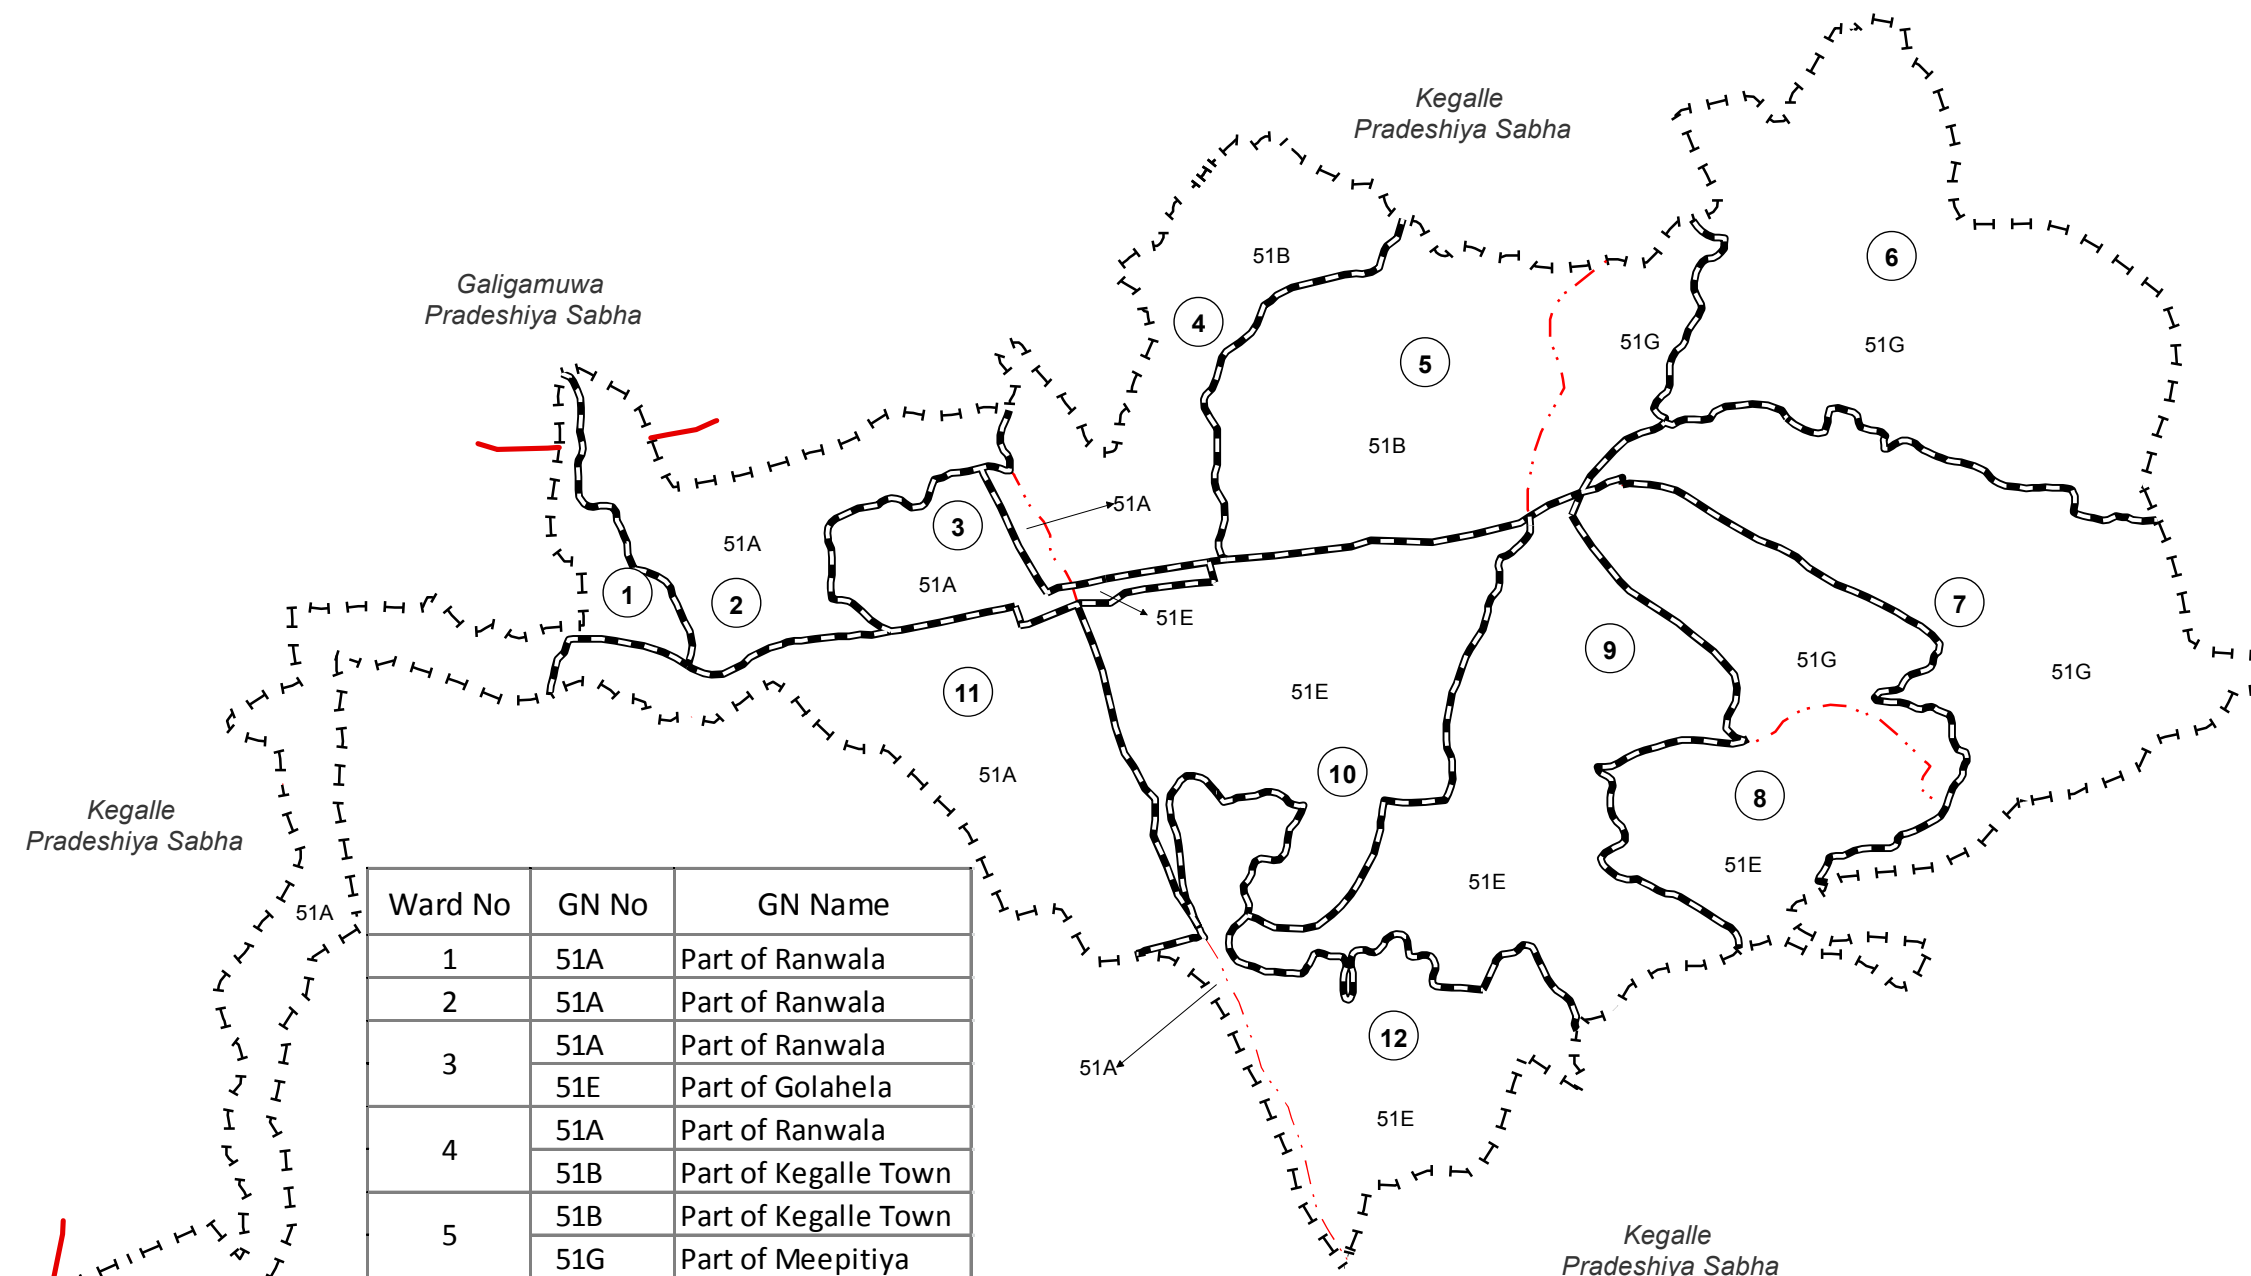 Kegalle
Pradeshiya Sabha
Galigamuwa
Pradeshiya Sabha
51B
6
4
51G
51G
5
51B
51A
3
51A
51A
1
2
51E
7
9
51G
51G
11
51E
51A
10
8
Kegalle
Pradeshiya Sabha
51E
51E
51A
12
51A
51E
Ward No GN No GN Name
1 51A Part of Ranwala
2 51A Part of Ranwala
3 51A Part of Ranwala
51E Part of Golahela
4 51A Part of Ranwala
51B Part of Kegalle Town
5 51B Part of Kegalle Town
51G Part of Meepitiya
Kegalle
Pradeshiya Sabha